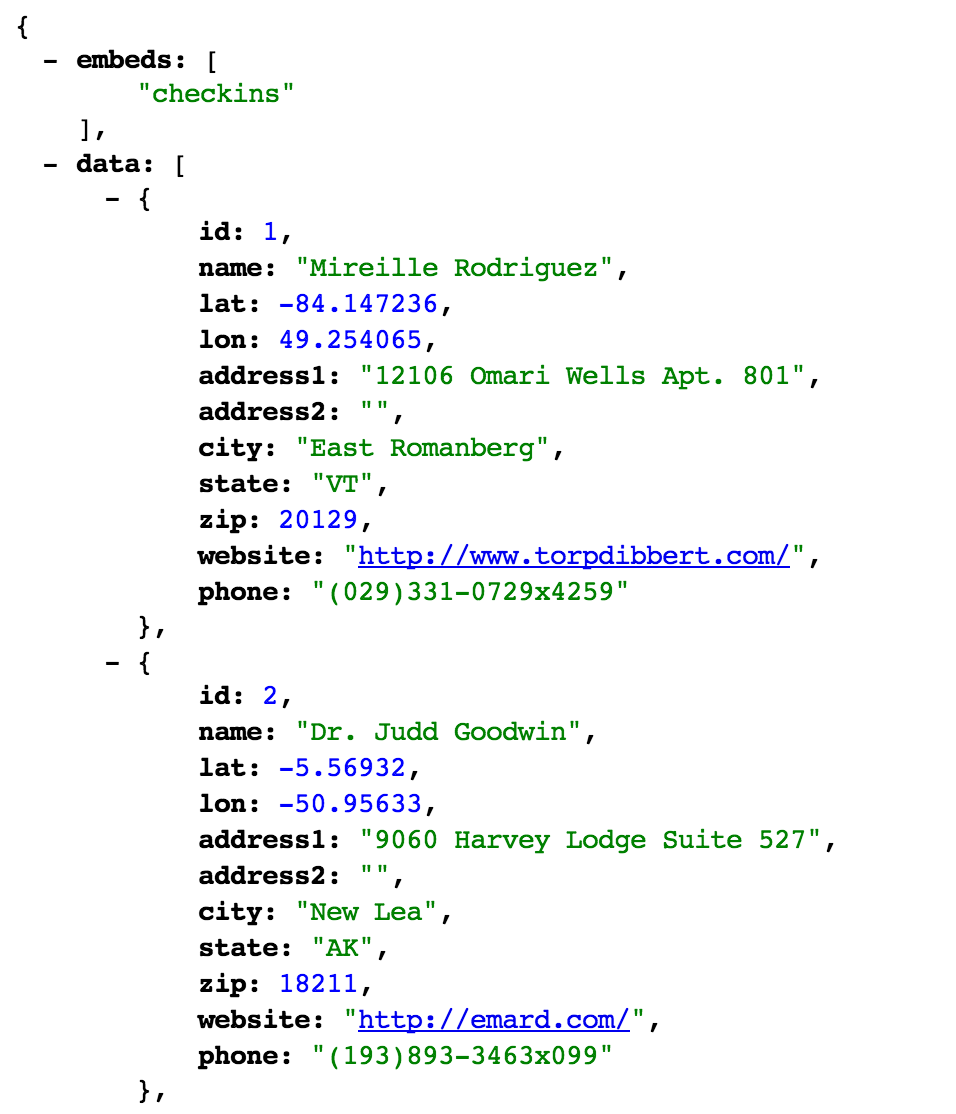 {
- embeds: [
"checkins"
],
- data: [
- {
id: 1,
name: "Mireille Rodriguez",
lat: -84.147236,
lon: 49.254065,
address1: "12106 Omari Wells Apt. 801",
address2: "",
city: "East Romanberg",
state: "VT",
zip: 20129,
website: "http://www.torpdibbert.com/",
phone: "(029)331-0729x4259"
},
- {
id: 2,
name: "Dr. Judd Goodwin",
lat: -5.56932,
lon: -50.95633,
address1: "9060 Harvey Lodge Suite 527",
address2: "",
city: "New Lea",
state: "AK",
zip: 18211,
website: "http://emard.com/",
phone: "(193)893-3463x099"
},